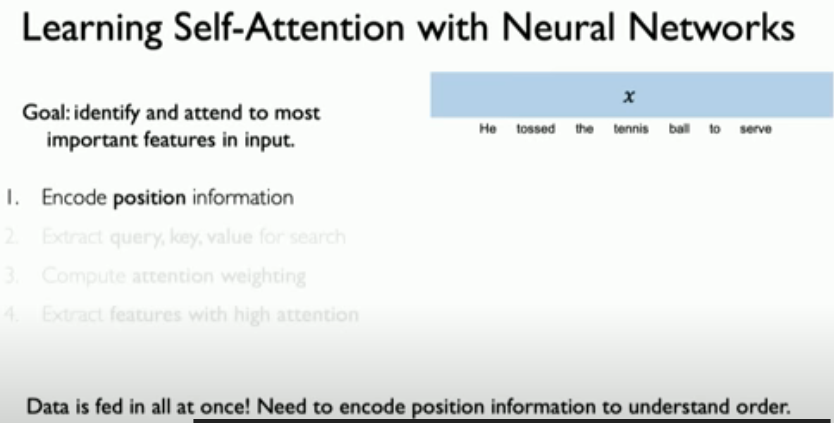 Learning Self-Attention with Neural Networks
Goal: identify and attend to most
important features in input.
x
He tossed the tennis ball to serve
1. Encode position information
2. Extract query, key, value for search
3. Compute attention weighting
4. Extract features with high attention
Data is fed in all at once! Need to encode position information to understand order.